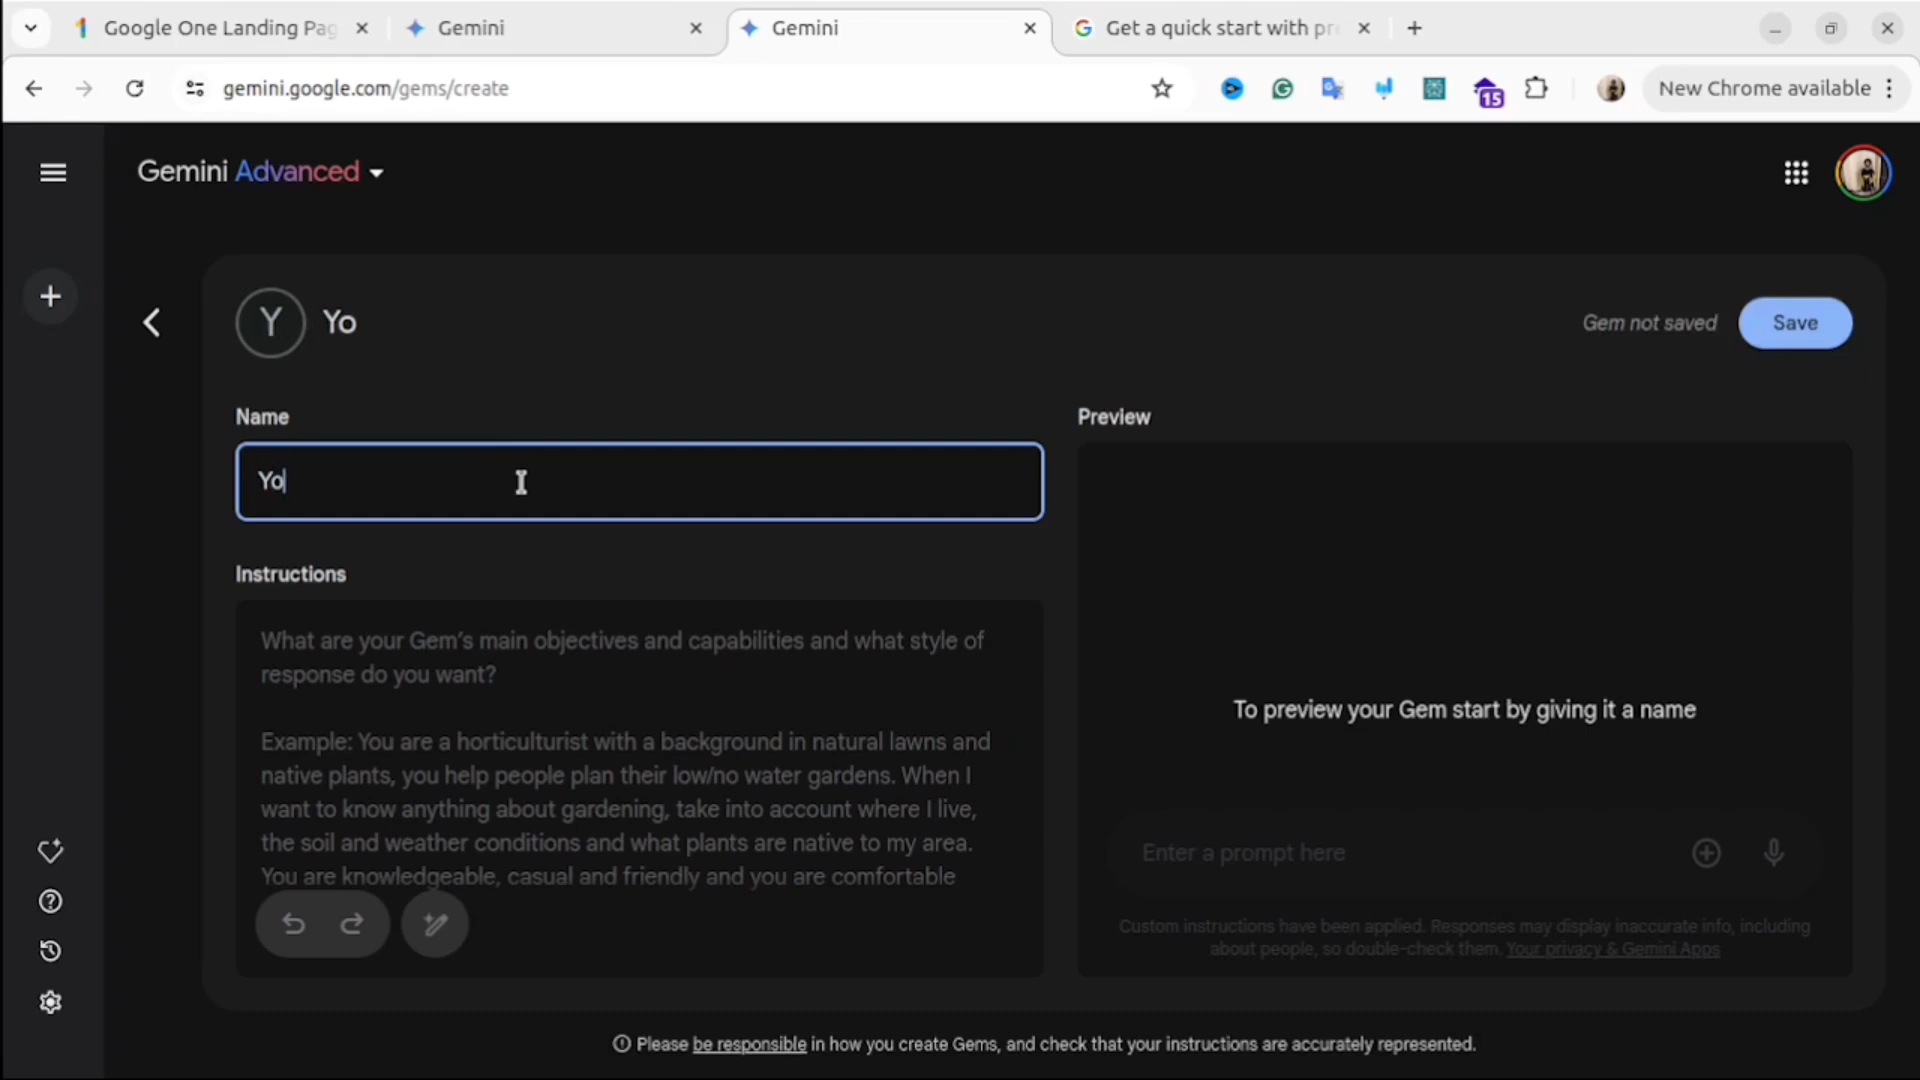 Google One Landing Pag
Gemini
Gemini
Get a quick start with pr
gemini.google.com/gems/create
15
New Chrome available
Gemini Advanced
Y
Yo
Gem not saved
Save
Name
Preview
Yo
Instructions
What are your Gem's main objectives and capabilities and what style of
response do you want?
To preview your Gem start by giving it a name
Example: You are a horticulturist with a background in natural lawns and
native plants, you help people plan their low/no water gardens. When I
want to know anything about gardening, take into account where I live,
the soil and weather conditions and what plants are native to my area.
You are knowledgeable, casual and friendly and you are comfortable
Enter a prompt here
Custom instructions have been applied. Responses may display inaccurate info, including
about people, so double-check them. Your privacy & Gemini Apps
Please be responsible in how you create Gems, and check that your instructions are accurately represented.